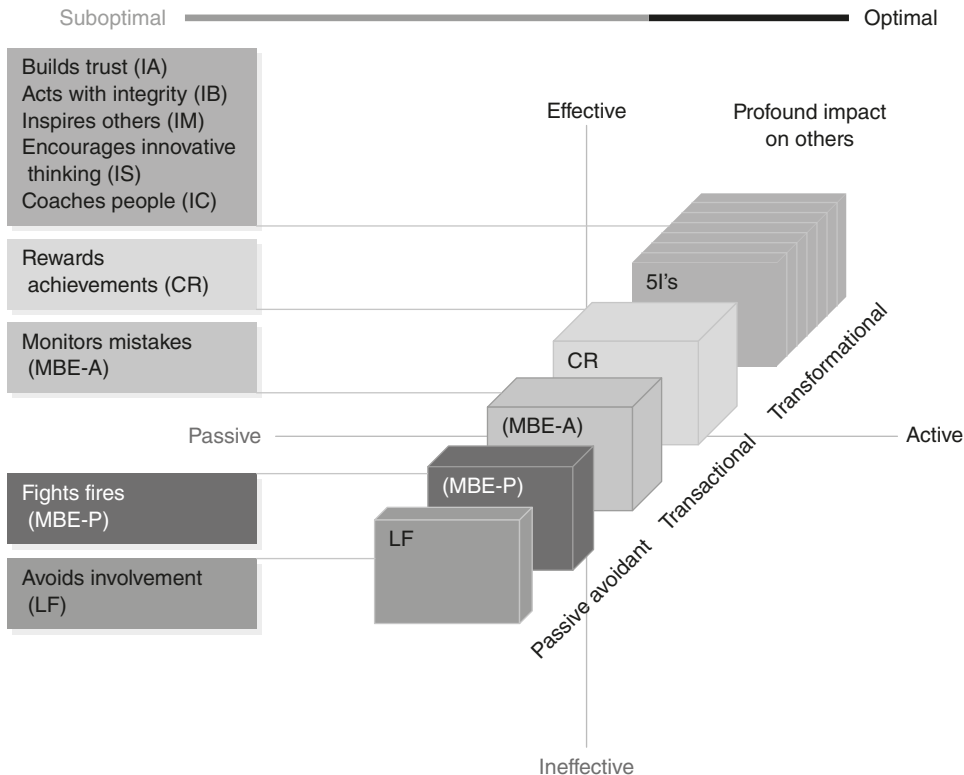 Suboptimal
Optimal
Builds trust (IA)
Acts with integrity (IB)
Inspires others (IM)
Encourages innovative
thinking (IS)
Coaches people (IC)
Rewards
achievements (CR)
Monitors mistakes
(MBE-A)
Fights fires
(MBE-P)
Avoids involvement
(LF)
Effective
Profound impact
on others
5I's
CR
(MBE-A)
(MBE-P)
LF
Passive
Active
Transformational
Transactional
Passive avoidant
Ineffective